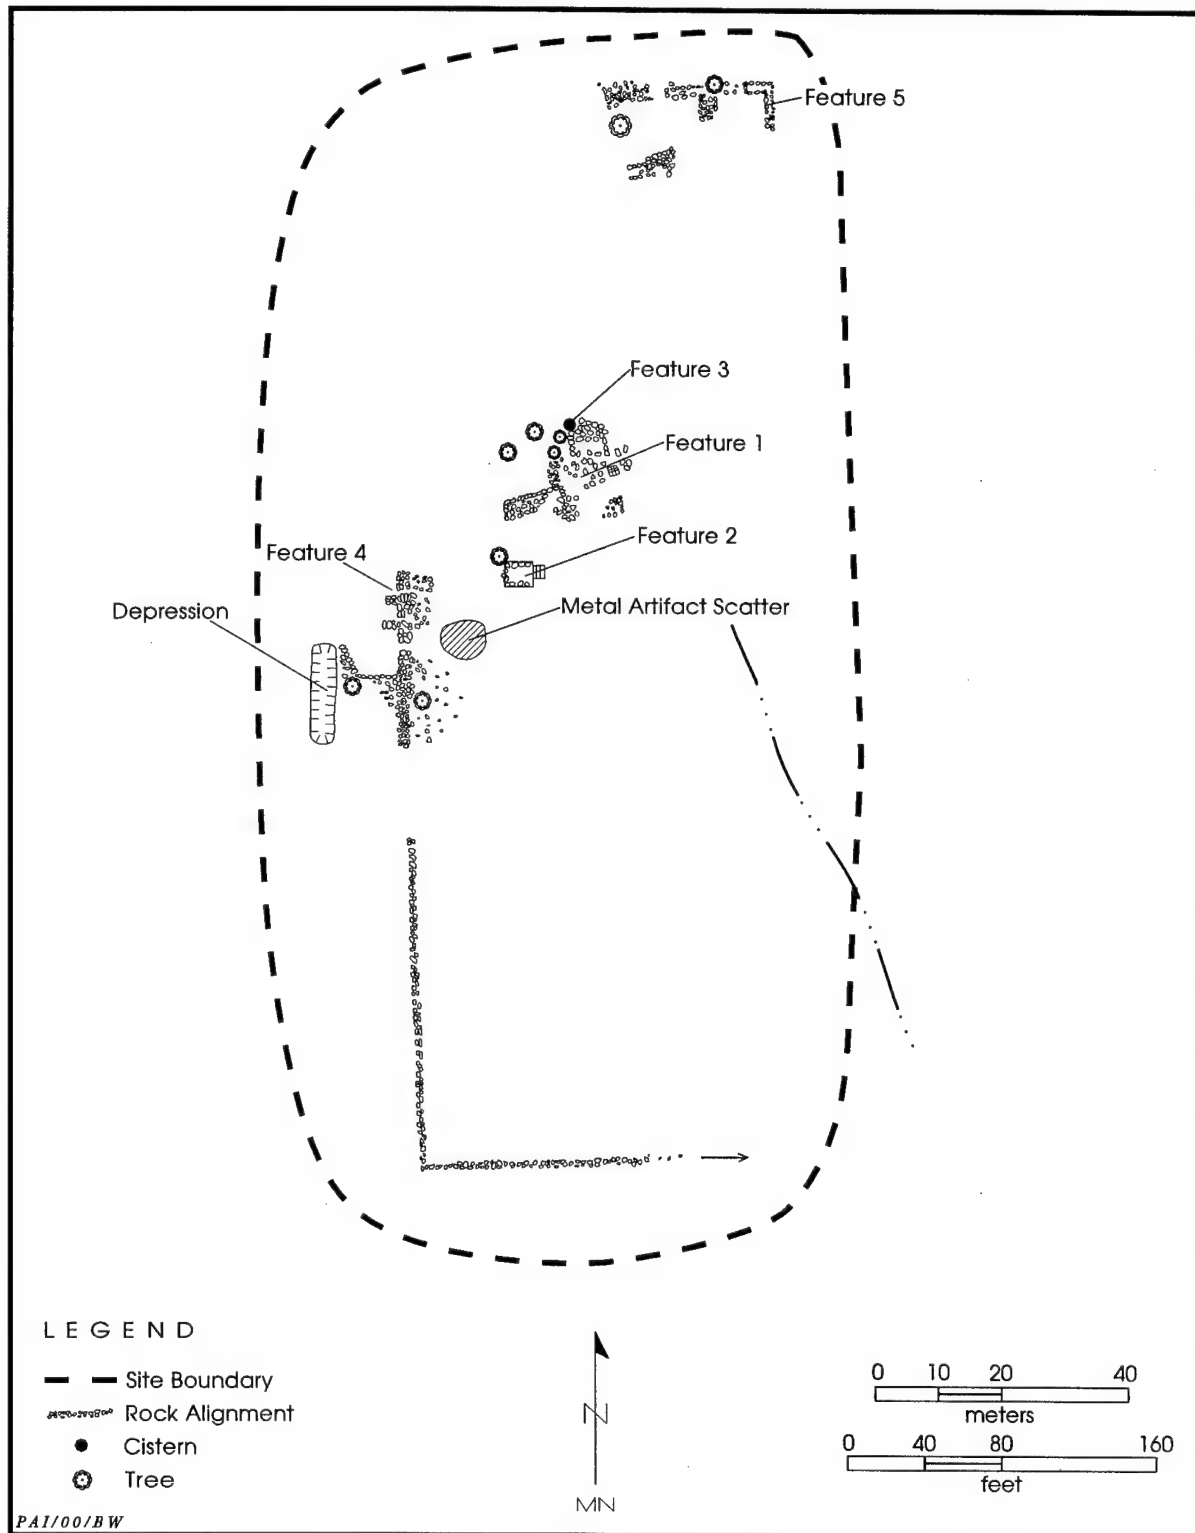 Feature 5
Feature 3
Feature 1
Feature 2
Feature 4
Metal Artifact Scatter
Depression
LEGEND
Site Boundary
Rock Alignment
Cistern
Tree
N
MN
0 10 20 40
meters
0 40 80 160
feet
PAI/00/BW